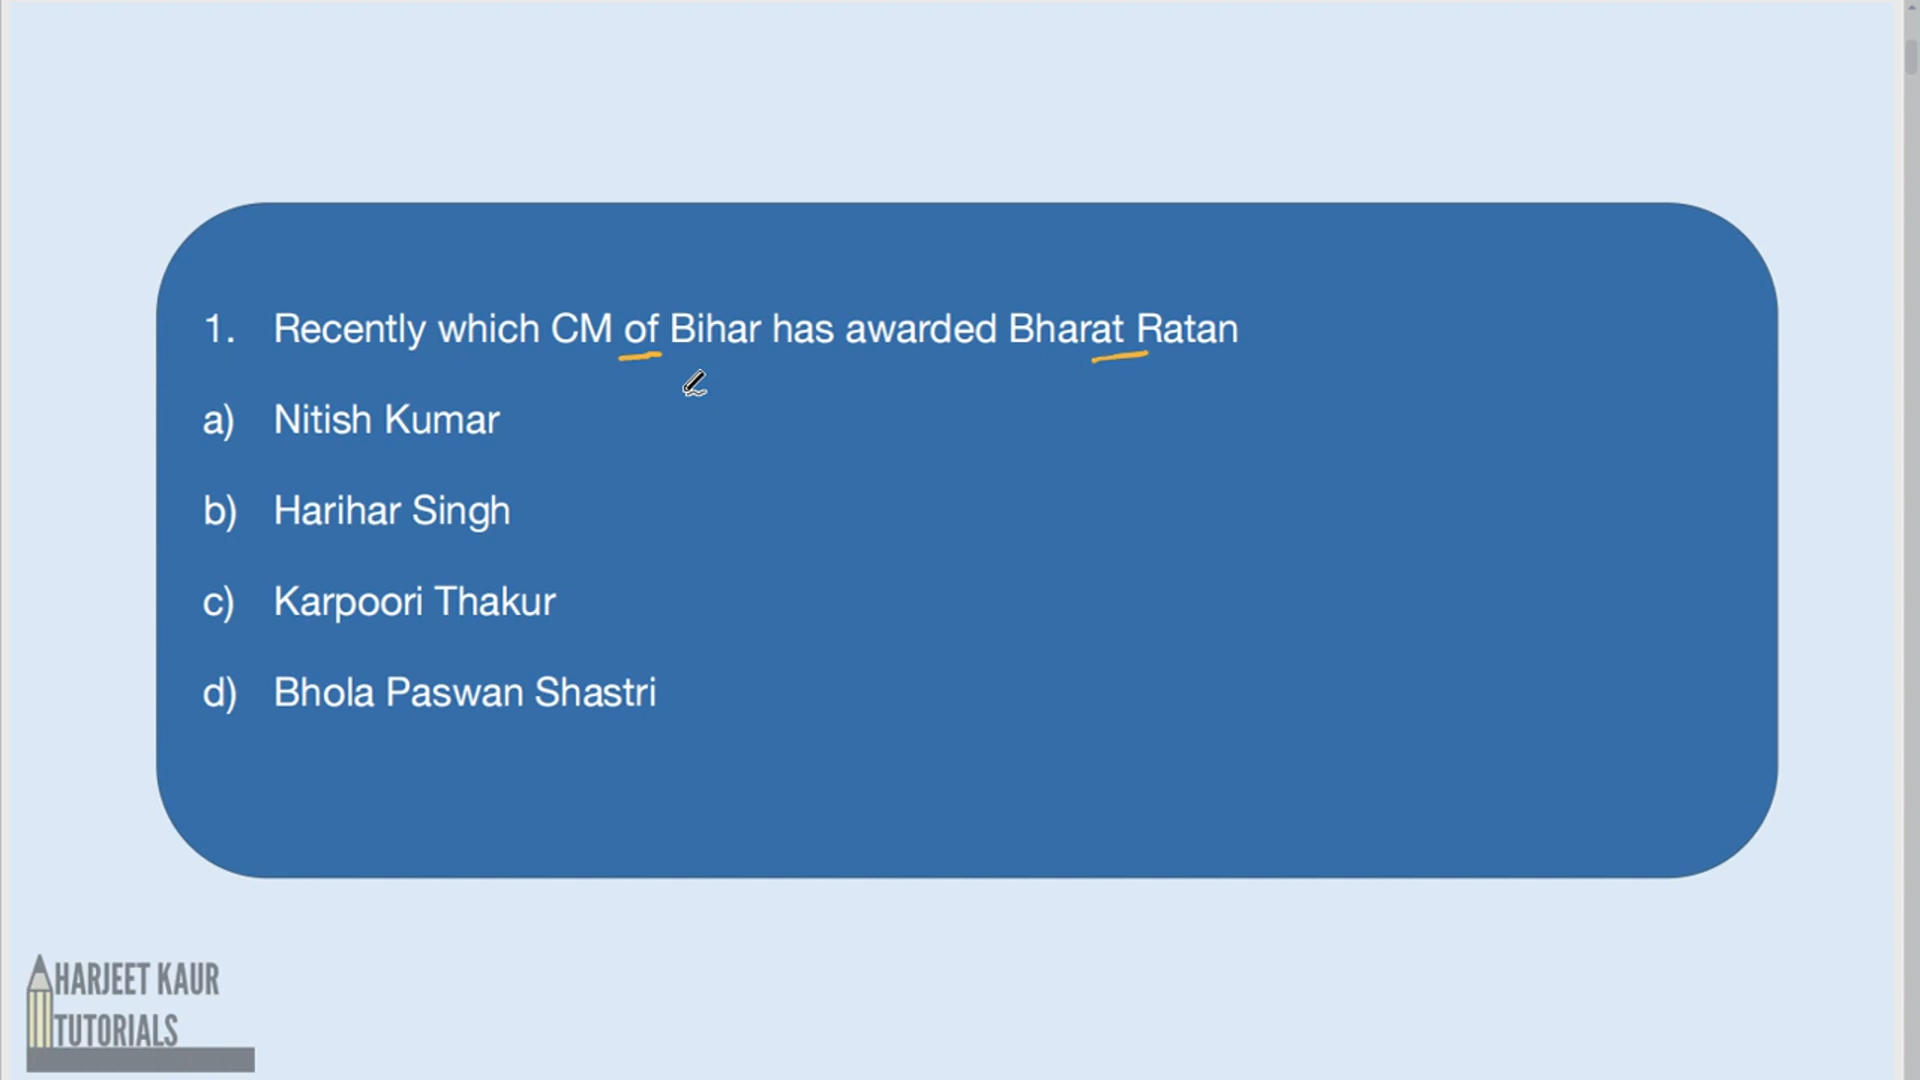 1. Recently which CM of Bihar has awarded Bharat Ratan
a) Nitish Kumar
b) Harihar Singh
c) Karpoori Thakur
d) Bhola Paswan Shastri
HARJEET KAUR
TUTORIALS